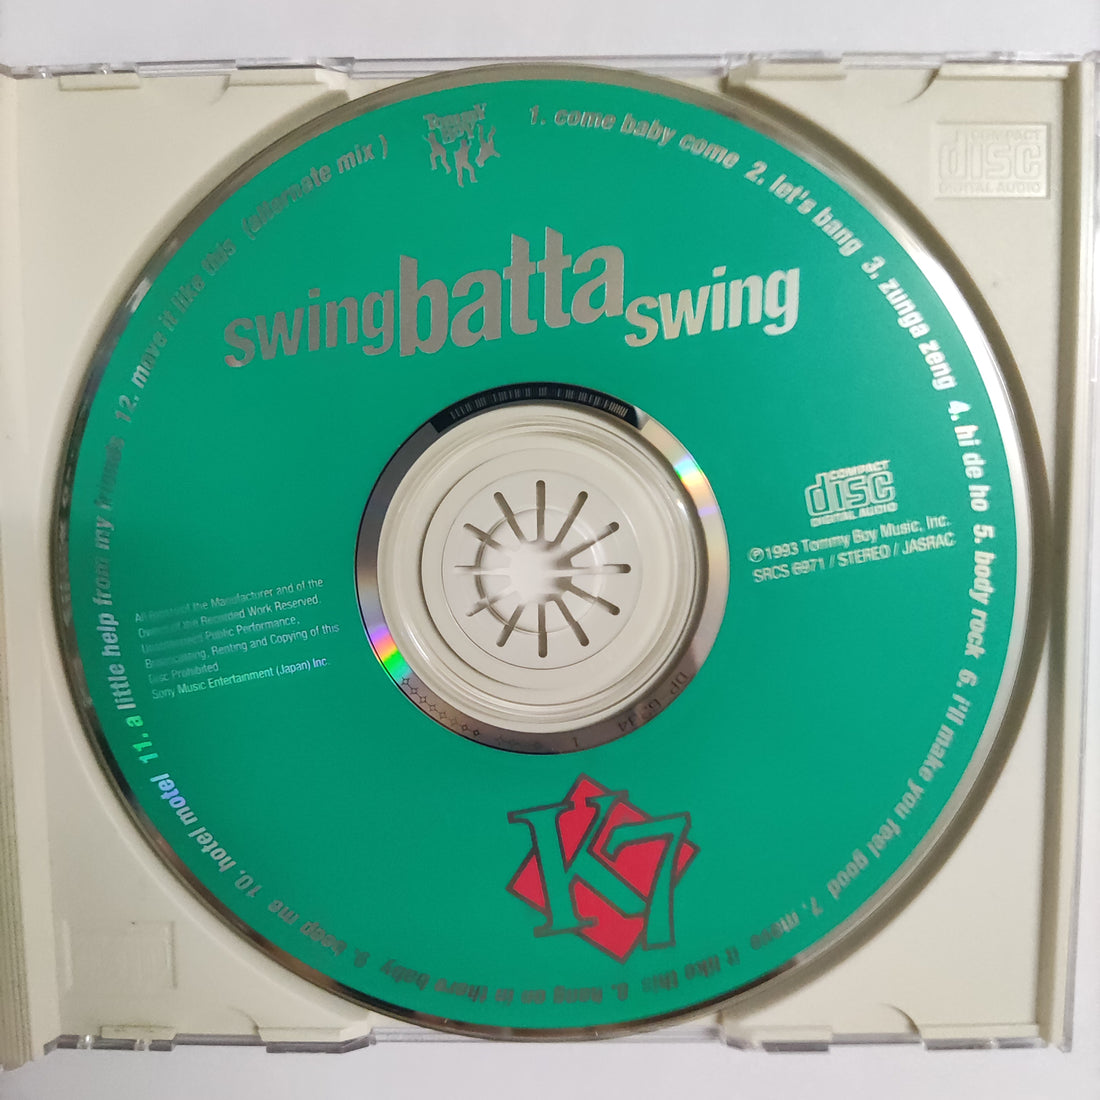 Tommy
Boy
1. come baby come 2. let's bang 3. zunga zeng 4. hi de ho 5. body rock 6. I'll make you feel good 7. move it like this 8. hang on in there baby 9. beep me 10. hotel motel 11. a little help from my friends 12. move it like this (alternate mix)
swingbattaswing
COMPACT
disc
DIGITAL AUDIO
COMPACT
disc
DIGITAL AUDIO
℗1993 Tommy Boy Music, Inc.
SRCS 6971 / STEREO / JASRAC
All Rights of the Manufacturer and of the
Owner of the Recorded Work Reserved.
Unauthorized Public Performance,
Broadcasting, Renting and Copying of this
Disc Prohibited
Sony Music Entertainment (Japan) Inc.
K7